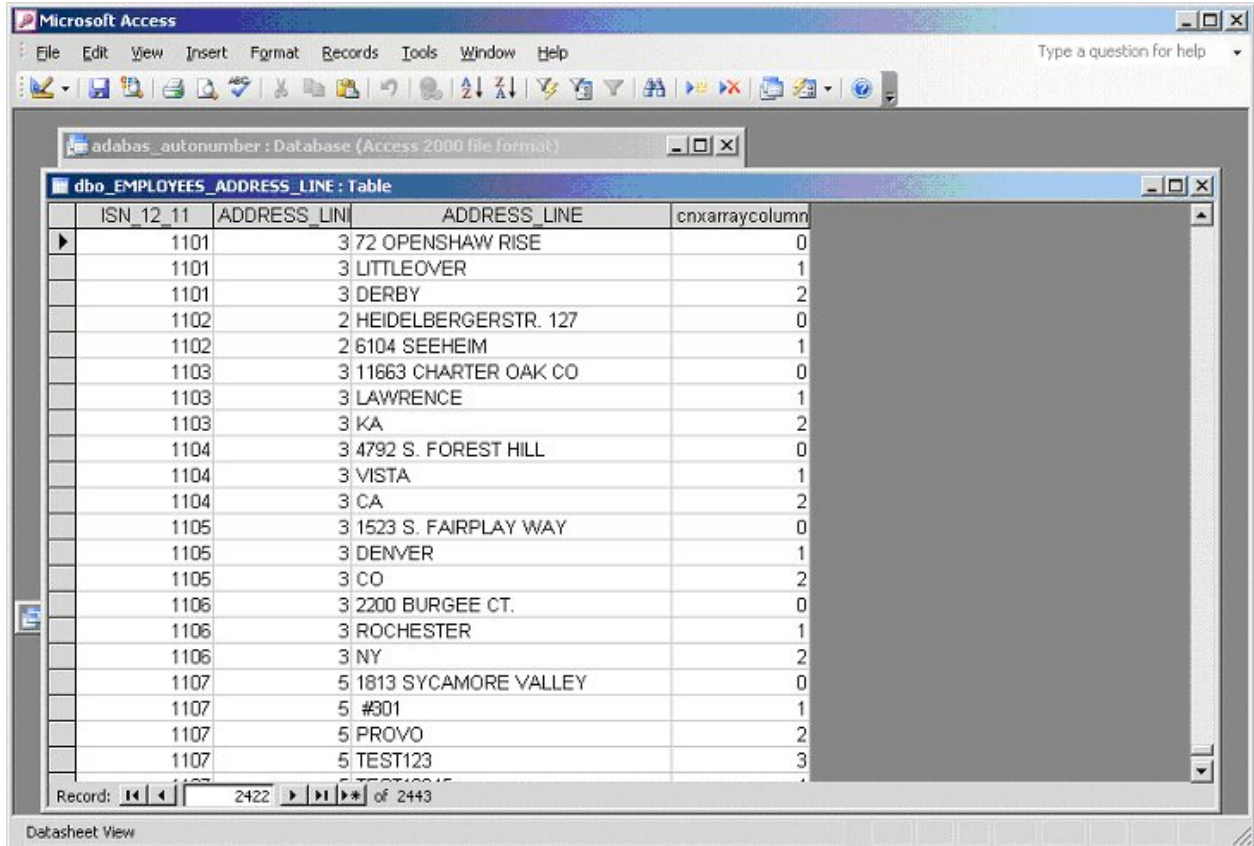 Microsoft Access
File Edit View Insert Format Records Tools Window Help Type a question for help
adabas_autonumber : Database (Access 2000 file format)
dbo_EMPLOYEES_ADDRESS_LINE : Table
ISN_12_11 ADDRESS_LINI ADDRESS_LINE cnxarraycolumn
1101 3 72 OPENSHAW RISE 0
1101 3 LITTLEOVER 1
1101 3 DERBY 2
1102 2 HEIDELBERGERSTR. 127 0
1102 2 6104 SEEHEIM 1
1103 3 11663 CHARTER OAK CO 0
1103 3 LAWRENCE 1
1103 3 KA 2
1104 3 4792 S. FOREST HILL 0
1104 3 VISTA 1
1104 3 CA 2
1105 3 1523 S. FAIRPLAY WAY 0
1105 3 DENVER 1
1105 3 CO 2
1106 3 2200 BURGEE CT. 0
1106 3 ROCHESTER 1
1106 3 NY 2
1107 5 1813 SYCAMORE VALLEY 0
1107 5 #301 1
1107 5 PROVO 2
1107 5 TEST123 3
Record: 2422 of 2443
Datasheet View